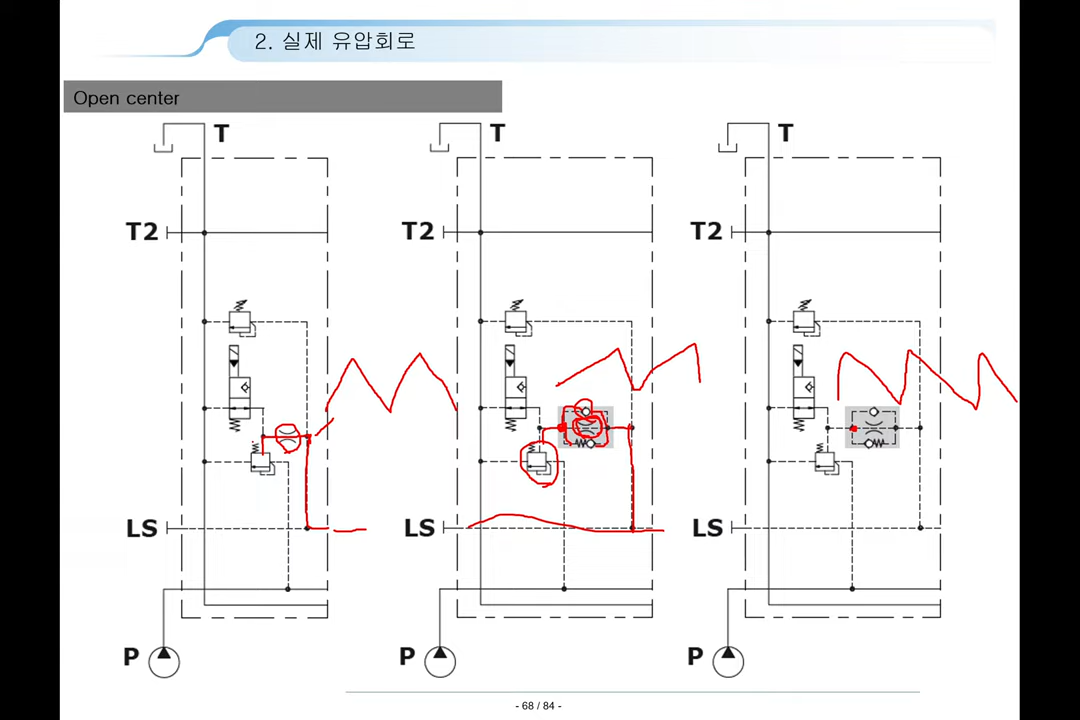 2. 실제 유압회로
Open center
T T T
T2 T2 T2
LS LS LS
P P P
- 68 / 84 -